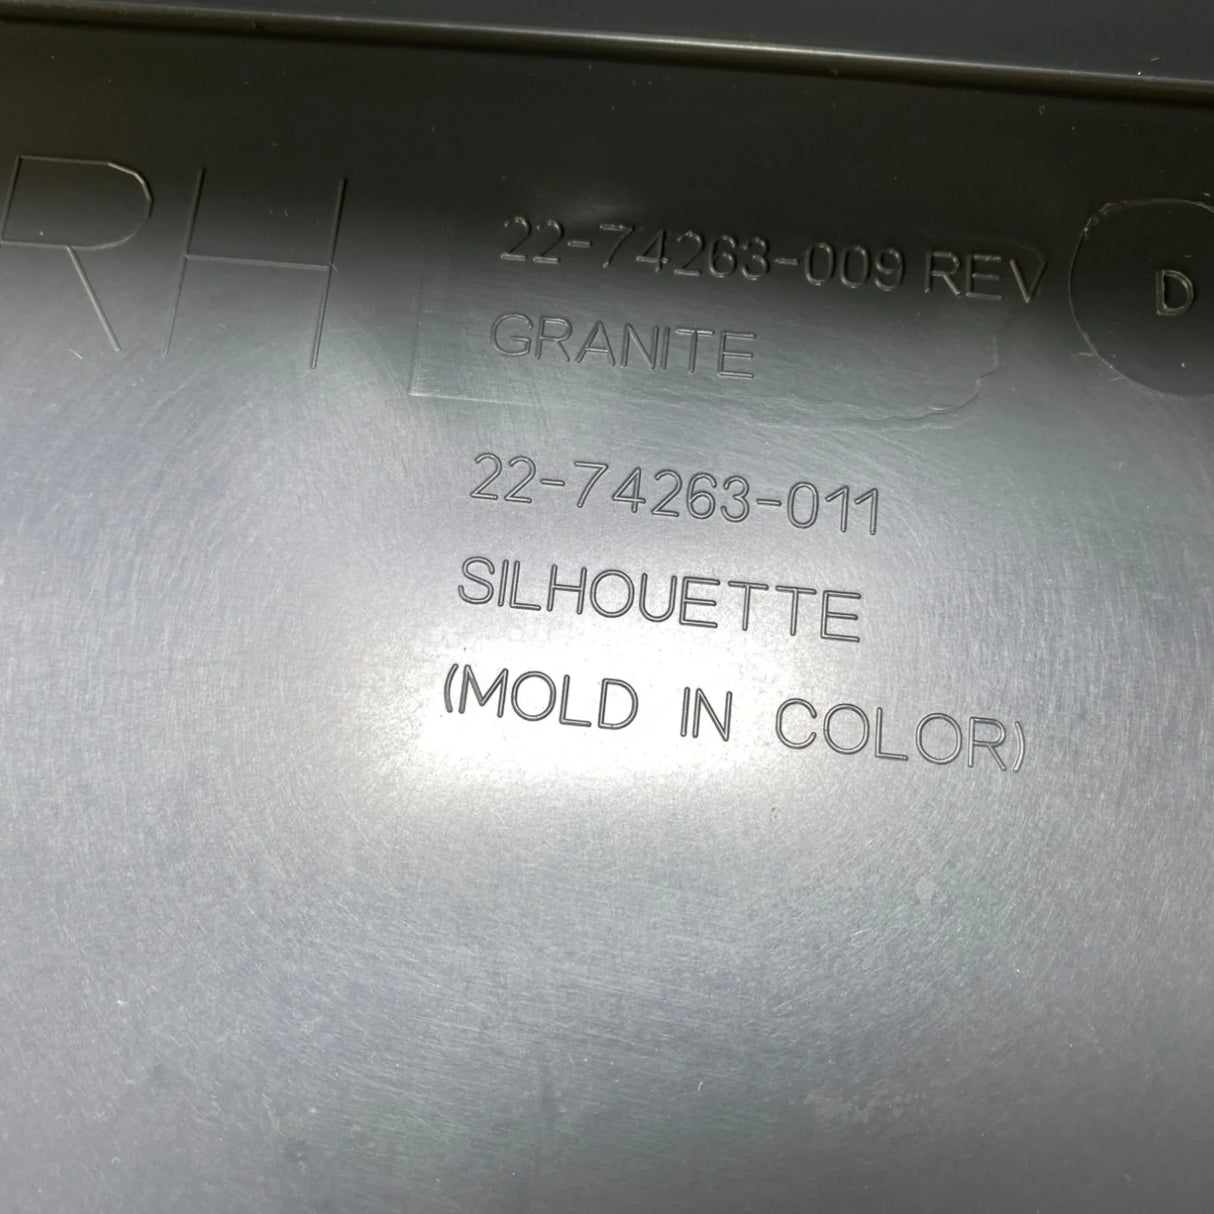 RH
22-74263-009 REV D
GRANITE
22-74263-011
SILHOUETTE
(MOLD IN COLOR)